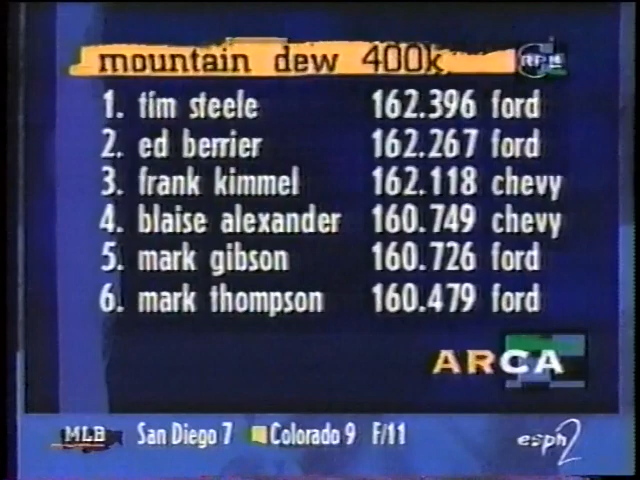 mountain dew 400k RPM
1. tim steele 162.396 ford
2. ed berrier 162.267 ford
3. frank kimmel 162.118 chevy
4. blaise alexander 160.749 chevy
5. mark gibson 160.726 ford
6. mark thompson 160.479 ford
ARCA
MLB San Diego 7 Colorado 9 F/11 espn2